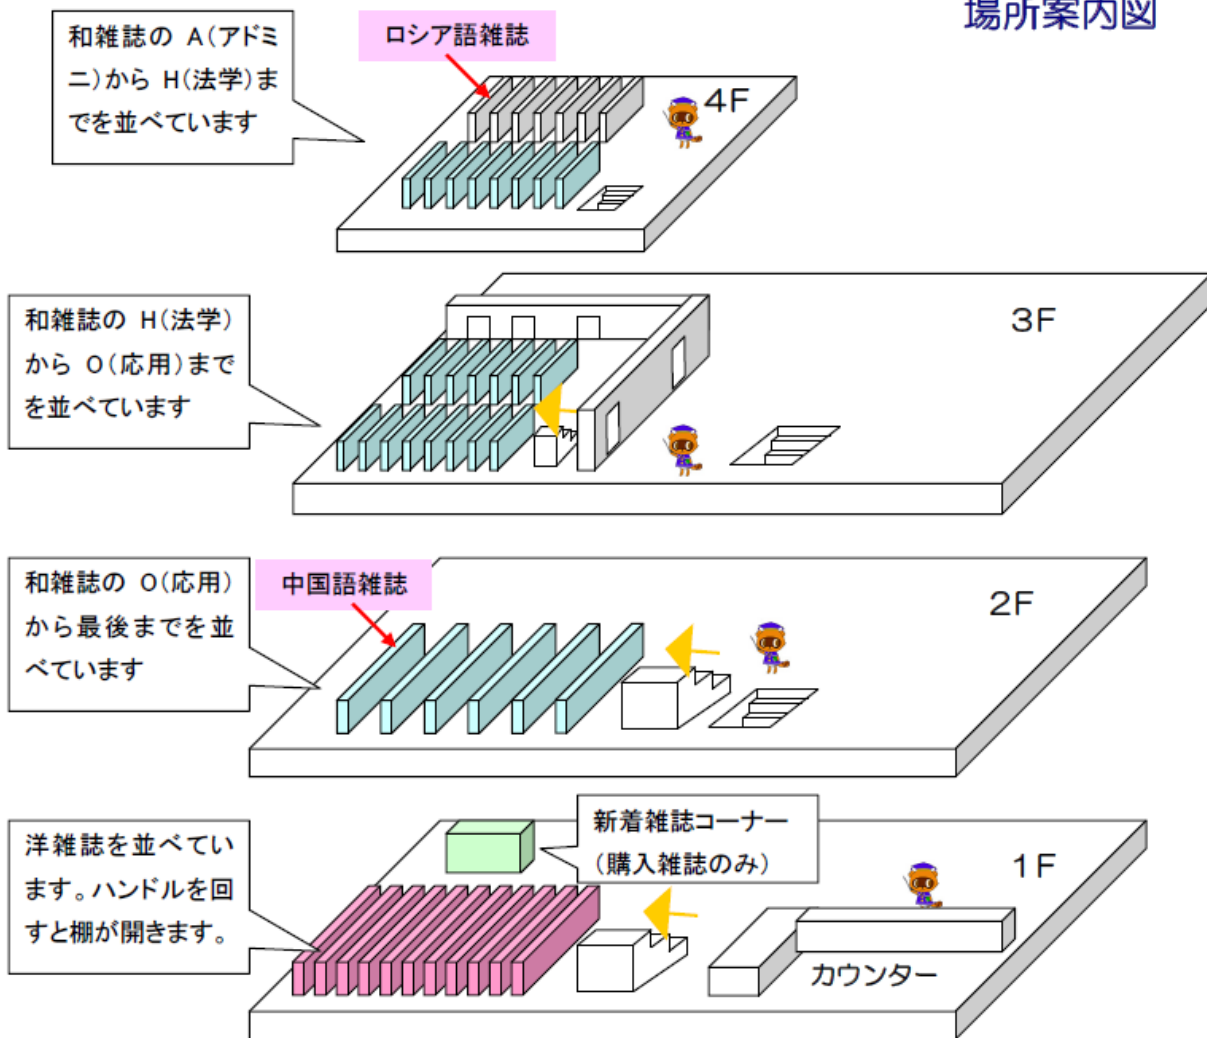 場所案内図
和雑誌の A(アドミ
ニ)から H(法学)ま
でを並べています
ロシア語雑誌
4F
和雑誌の H(法学)
から O(応用)まで
を並べています
3F
和雑誌の O(応用)
から最後までを並
べています
中国語雑誌
2F
洋雑誌を並べてい
ます。ハンドルを回
すと棚が開きます。
新着雑誌コーナー
(購入雑誌のみ)
1F
カウンター